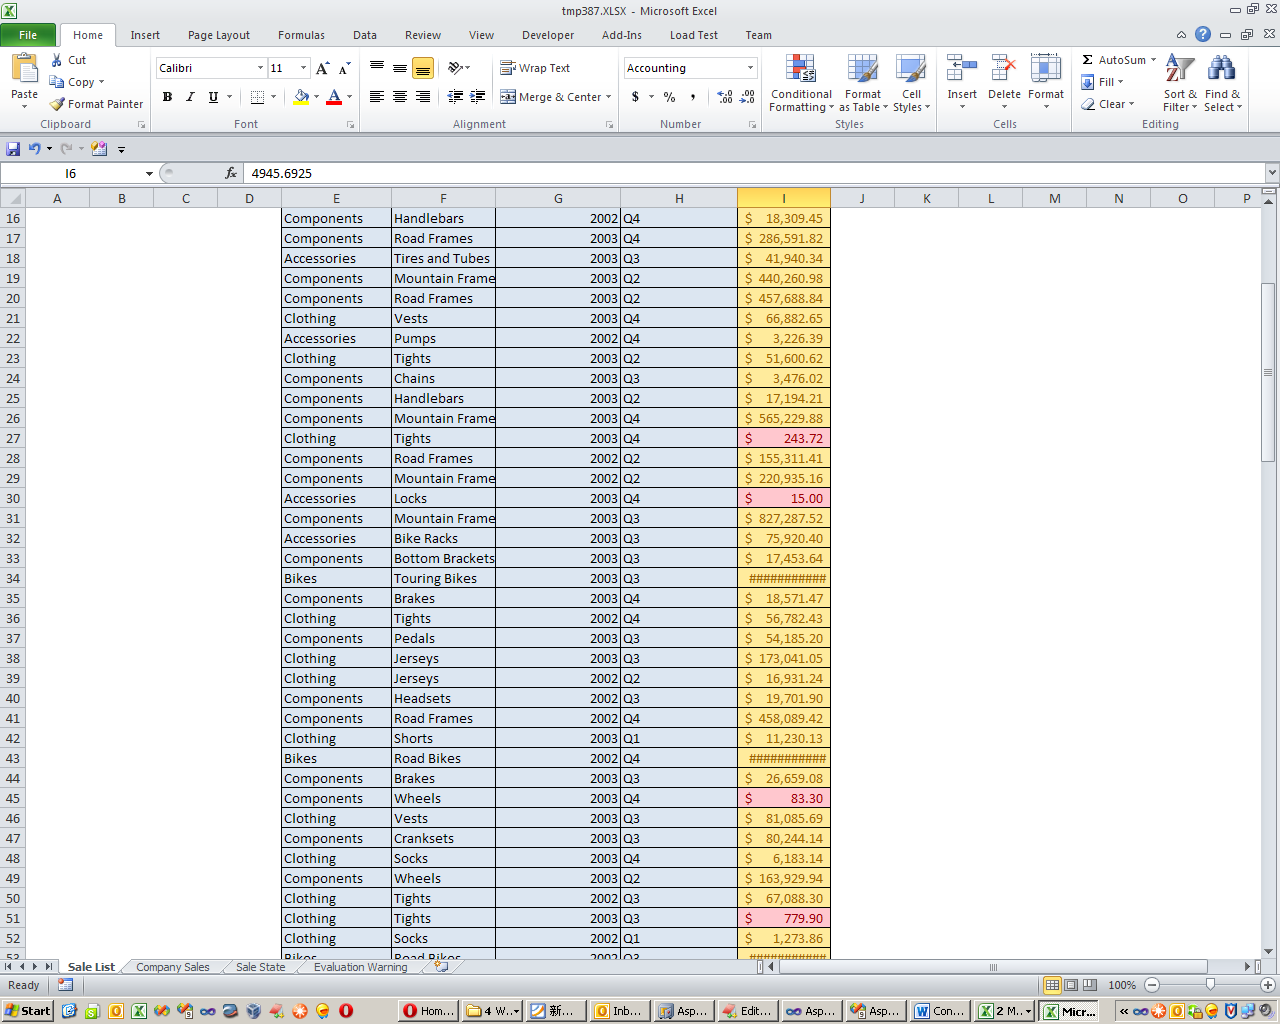 tmp387.XLSX - Microsoft Excel
File Home Insert Page Layout Formulas Data Review View Developer Add-Ins Load Test Team
Paste Cut Copy Format Painter Clipboard
Calibri 11 B I U A A A Font
Wrap Text Merge & Center Alignment
Accounting $ % , .00 .00 Number
Conditional Formatting Format as Table Cell Styles Styles
Insert Delete Format Cells
Σ AutoSum Fill Clear Sort & Filter Find & Select Editing
I6 fx 4945.6925
A B C D E F G H I J K L M N O P
16 Components Handlebars 2002 Q4 $ 18,309.45
17 Components Road Frames 2003 Q4 $ 286,591.82
18 Accessories Tires and Tubes 2003 Q3 $ 41,940.34
19 Components Mountain Frame 2003 Q2 $ 440,260.98
20 Components Road Frames 2003 Q2 $ 457,688.84
21 Clothing Vests 2003 Q4 $ 66,882.65
22 Accessories Pumps 2002 Q4 $ 3,226.39
23 Clothing Tights 2003 Q2 $ 51,600.62
24 Components Chains 2003 Q3 $ 3,476.02
25 Components Handlebars 2003 Q2 $ 17,194.21
26 Components Mountain Frame 2003 Q4 $ 565,229.88
27 Clothing Tights 2003 Q4 $ 243.72
28 Components Road Frames 2002 Q2 $ 155,311.41
29 Components Mountain Frame 2002 Q2 $ 220,935.16
30 Accessories Locks 2003 Q4 $ 15.00
31 Components Mountain Frame 2003 Q3 $ 827,287.52
32 Accessories Bike Racks 2003 Q3 $ 75,920.40
33 Components Bottom Brackets 2003 Q3 $ 17,453.64
34 Bikes Touring Bikes 2003 Q3 ###########
35 Components Brakes 2003 Q4 $ 18,571.47
36 Clothing Tights 2002 Q4 $ 56,782.43
37 Components Pedals 2003 Q3 $ 54,185.20
38 Clothing Jerseys 2003 Q3 $ 173,041.05
39 Clothing Jerseys 2002 Q2 $ 16,931.24
40 Components Headsets 2002 Q3 $ 19,701.90
41 Components Road Frames 2002 Q4 $ 458,089.42
42 Clothing Shorts 2003 Q1 $ 11,230.13
43 Bikes Road Bikes 2002 Q4 ###########
44 Components Brakes 2003 Q3 $ 26,659.08
45 Components Wheels 2003 Q4 $ 83.30
46 Clothing Vests 2003 Q3 $ 81,085.69
47 Components Cranksets 2003 Q3 $ 80,244.14
48 Clothing Socks 2003 Q4 $ 6,183.14
49 Components Wheels 2003 Q2 $ 163,929.94
50 Clothing Tights 2002 Q3 $ 67,088.30
51 Clothing Tights 2003 Q3 $ 779.90
52 Clothing Socks 2002 Q1 $ 1,273.86
53 Bikes Road Bikes 2002 Q3 ###########
Sale List Company Sales Sale State Evaluation Warning
Ready 100%
Start Hom... 4 W... 新... Inb... Asp... Edit... Asp... Asp... Con... 2 M... Micr...